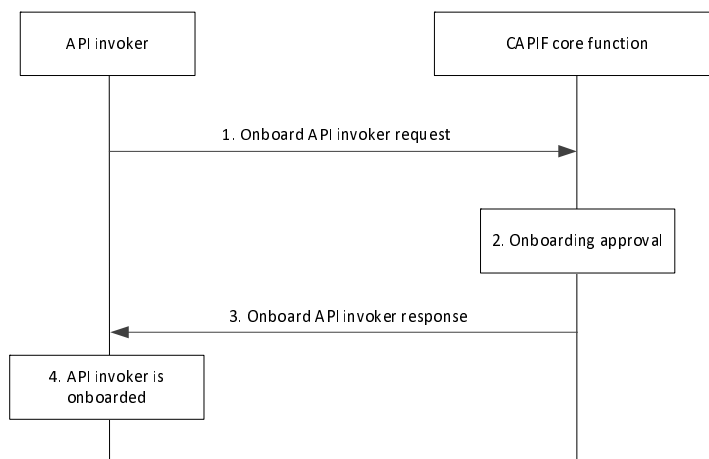 API invoker
CAPIF core function
1. Onboard API invoker request
2. Onboarding approval
3. Onboard API invoker response
4. API invoker is
onboarded